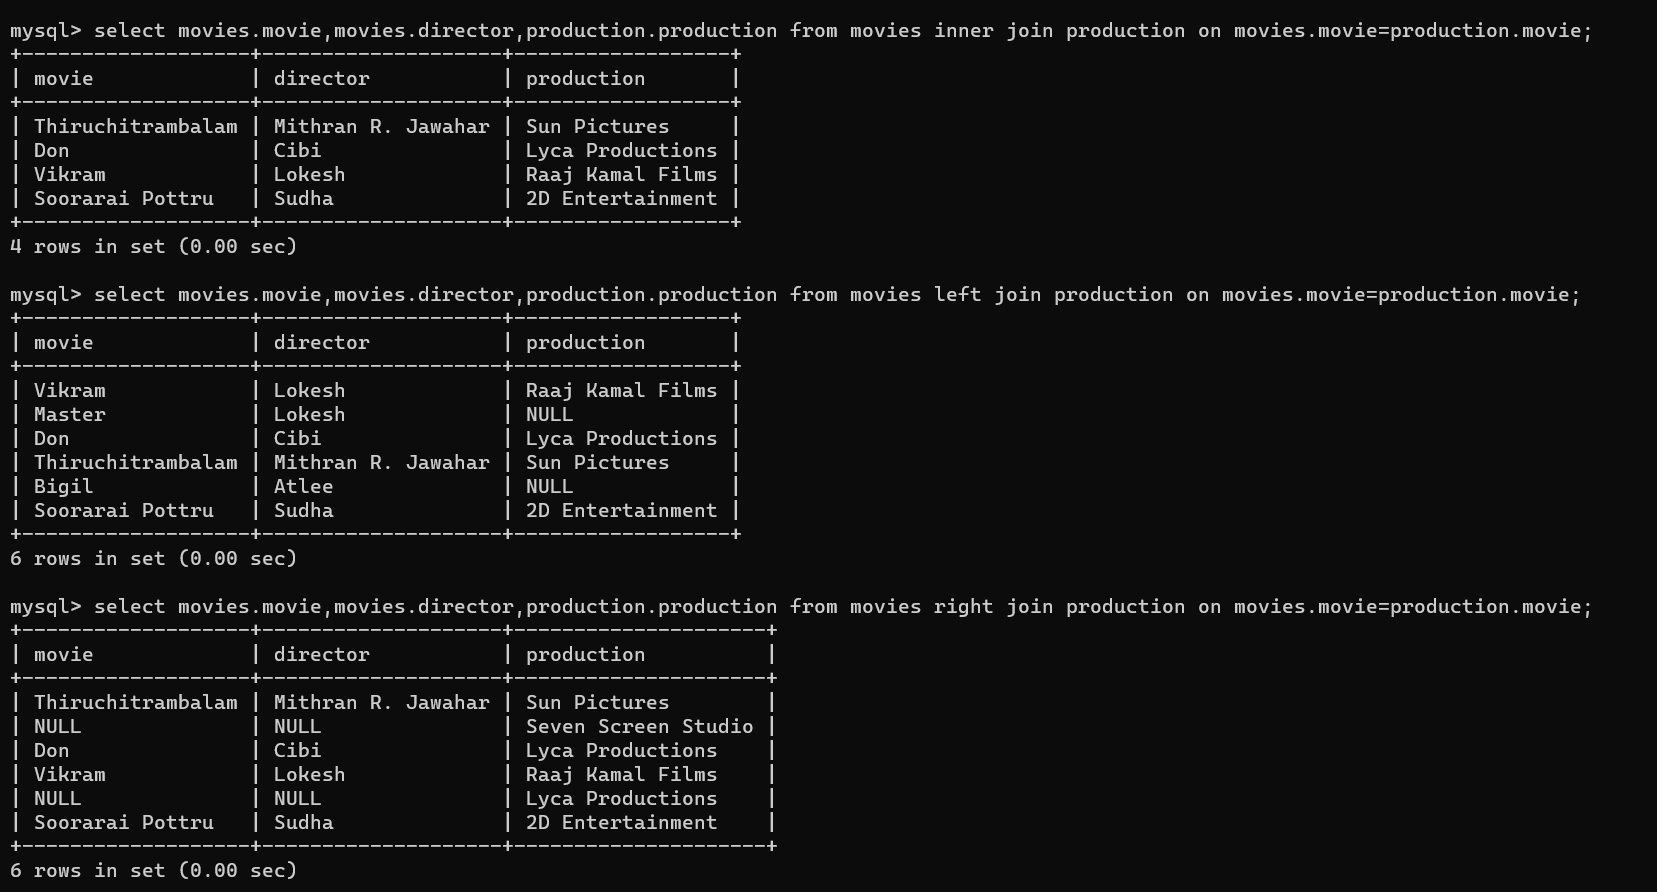 mysql> select movies.movie,movies.director,production.production from movies inner join production on movies.movie=production.movie;
+-------------------+--------------------+------------------+
| movie             | director           | production       |
+-------------------+--------------------+------------------+
| Thiruchitrambalam | Mithran R. Jawahar | Sun Pictures     |
| Don               | Cibi               | Lyca Productions |
| Vikram            | Lokesh             | Raaj Kamal Films |
| Soorarai Pottru   | Sudha              | 2D Entertainment |
+-------------------+--------------------+------------------+
4 rows in set (0.00 sec)

mysql> select movies.movie,movies.director,production.production from movies left join production on movies.movie=production.movie;
+-------------------+--------------------+------------------+
| movie             | director           | production       |
+-------------------+--------------------+------------------+
| Vikram            | Lokesh             | Raaj Kamal Films |
| Master            | Lokesh             | NULL             |
| Don               | Cibi               | Lyca Productions |
| Thiruchitrambalam | Mithran R. Jawahar | Sun Pictures     |
| Bigil             | Atlee              | NULL             |
| Soorarai Pottru   | Sudha              | 2D Entertainment |
+-------------------+--------------------+------------------+
6 rows in set (0.00 sec)

mysql> select movies.movie,movies.director,production.production from movies right join production on movies.movie=production.movie;
+-------------------+--------------------+---------------------+
| movie             | director           | production          |
+-------------------+--------------------+---------------------+
| Thiruchitrambalam | Mithran R. Jawahar | Sun Pictures        |
| NULL              | NULL               | Seven Screen Studio |
| Don               | Cibi               | Lyca Productions    |
| Vikram            | Lokesh             | Raaj Kamal Films    |
| NULL              | NULL               | Lyca Productions    |
| Soorarai Pottru   | Sudha              | 2D Entertainment    |
+-------------------+--------------------+---------------------+
6 rows in set (0.00 sec)